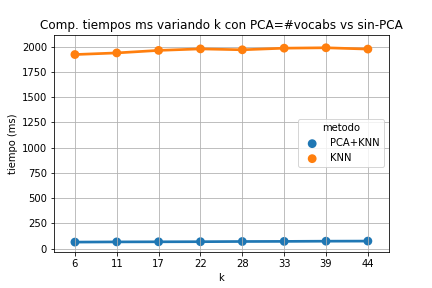 Comp. tiempos ms variando k con PCA=#vocabs vs sin-PCA
tiempo (ms)
2000
1750
1500
1250
1000
750
500
250
0
metodo
PCA+KNN
KNN
6 11 17 22 28 33 39 44
k